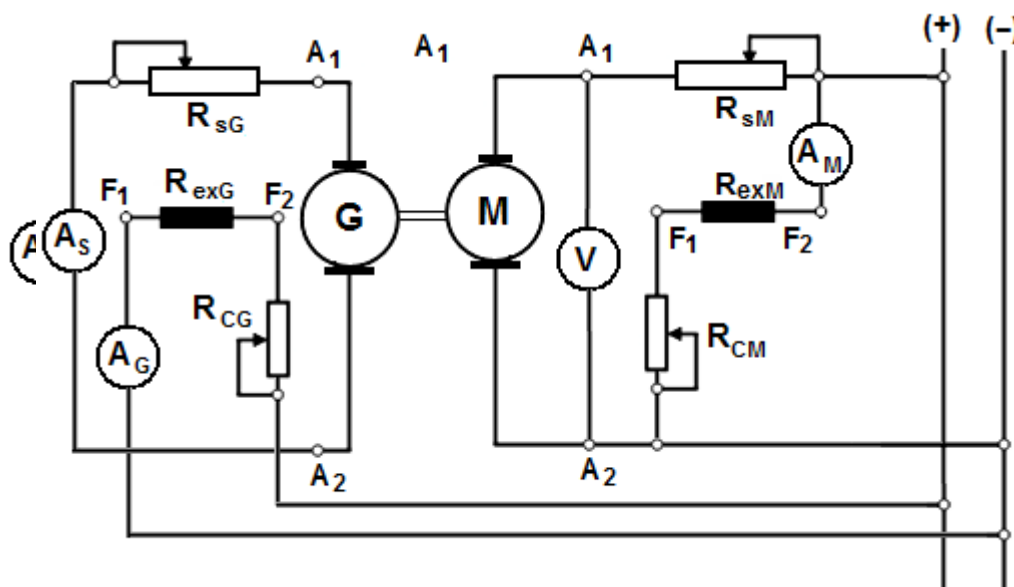 (+) (–)
A1 A1 A1
RsG RsM
AM
F1 RexG F2 RexM
G M
F1 F2
A AS V
RCG RCM
AG
A2 A2